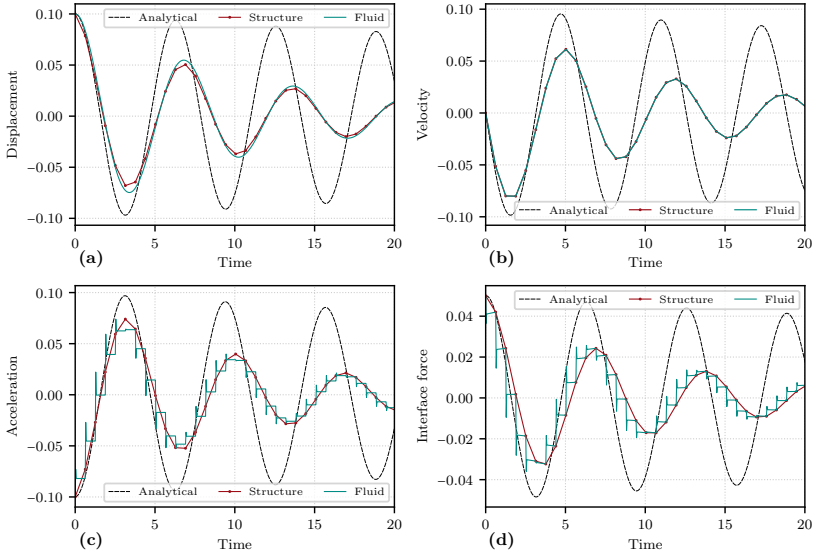 Analytical Structure Fluid
Displacement
0.10
0.05
0.00
−0.05
−0.10
0 5 10 15 20
(a)
Time
Velocity
0.10
0.05
0.00
−0.05
−0.10
Analytical Structure Fluid
0 5 10 15 20
(b)
Time
Acceleration
0.10
0.05
0.00
−0.05
−0.10
Analytical Structure Fluid
0 5 10 15 20
(c)
Time
Analytical Structure Fluid
Interface force
0.04
0.02
0.00
−0.02
−0.04
0 5 10 15 20
(d)
Time